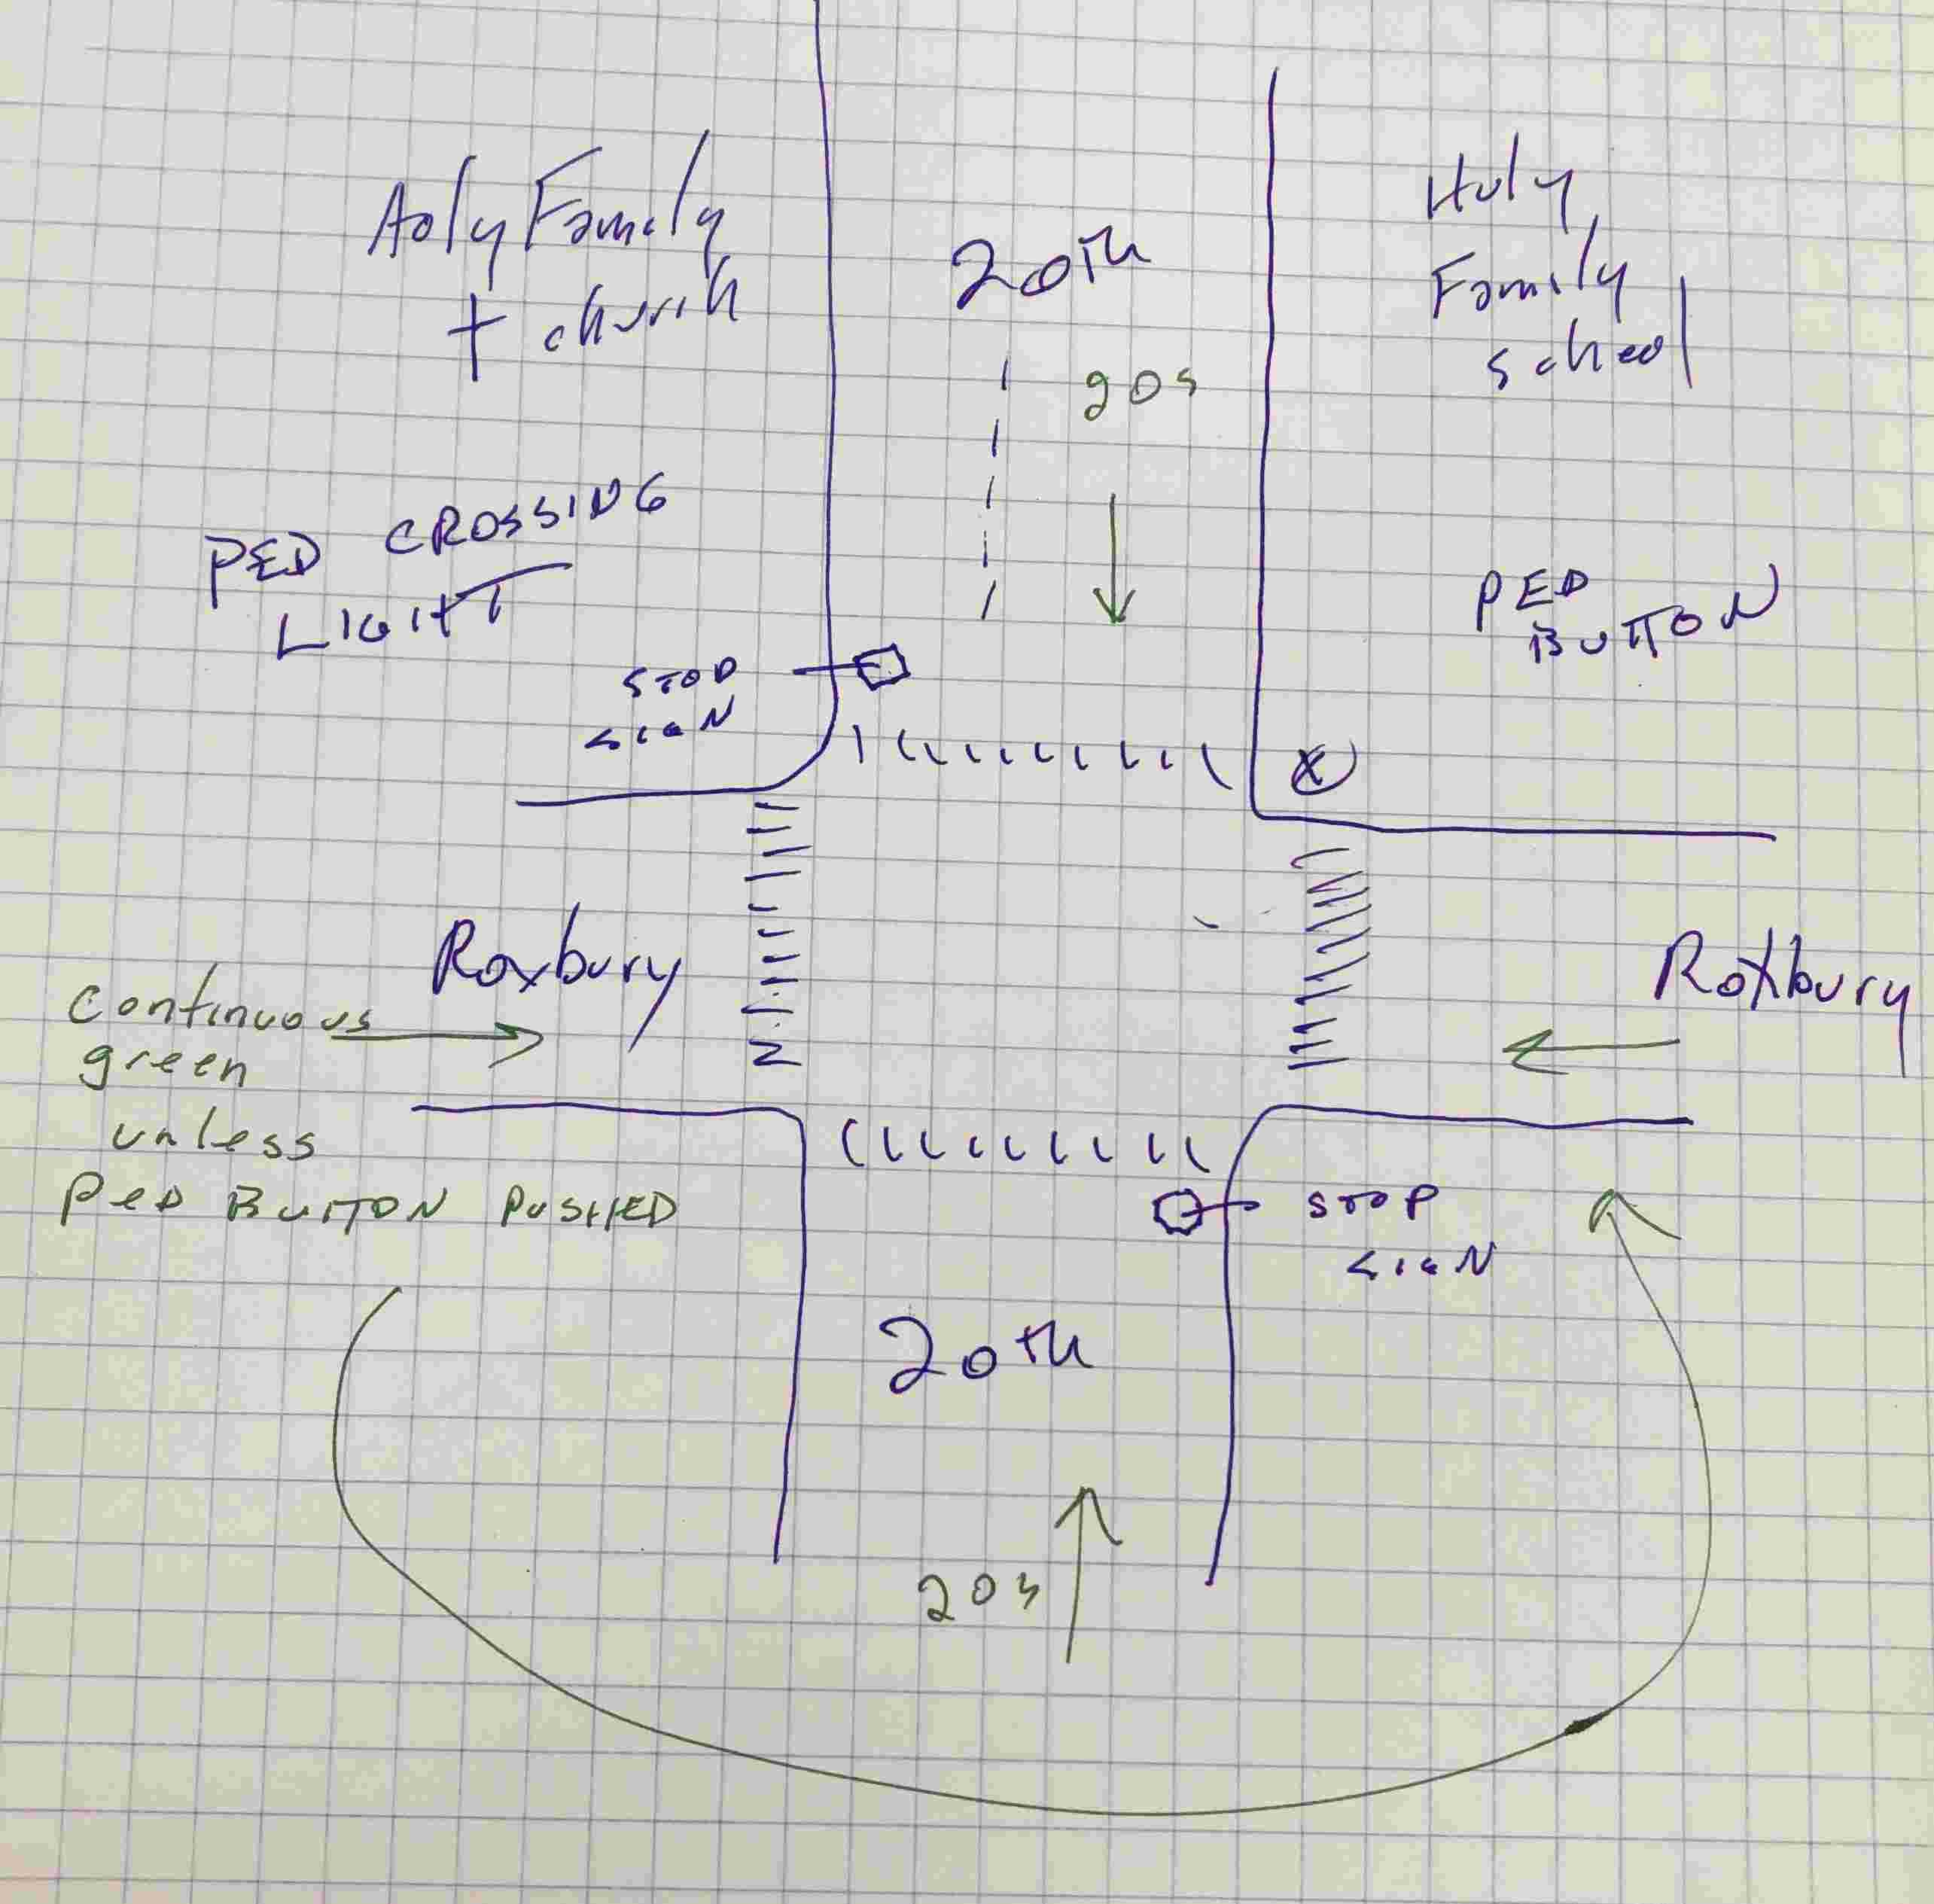 Holy Family
church
20th
Holy
Family
school
90s
PED CROSSING
LIGHT
PED
BUTTON
STOP
SIGN
Roxbury
Roxbury
continuous
green
unless
PED BUTTON PUSHED
STOP
SIGN
20th
20s